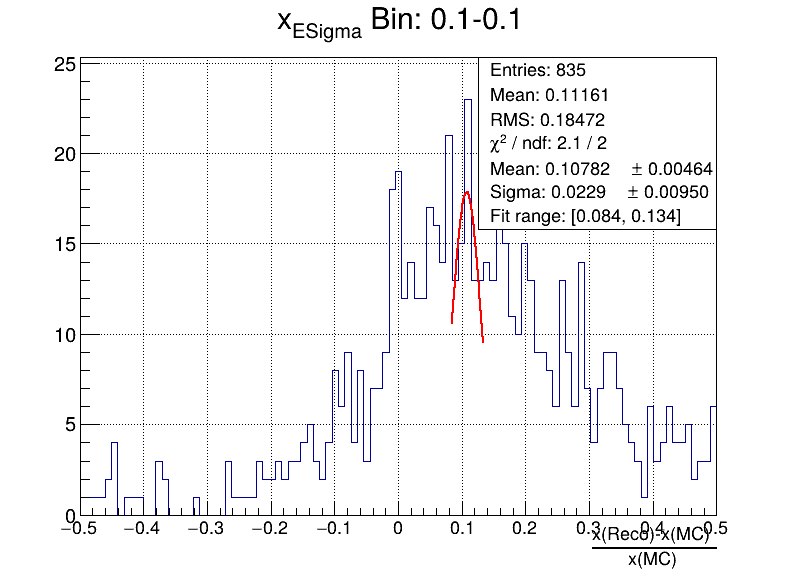 x_ESigma Bin: 0.1-0.1
Entries: 835
Mean: 0.11161
RMS: 0.18472
χ² / ndf: 2.1 / 2
Mean: 0.10782 ± 0.00464
Sigma: 0.0229 ± 0.00950
Fit range: [0.084, 0.134]
25
20
15
10
5
0
−0.5 −0.4 −0.3 −0.2 −0.1 0 0.1 0.2 0.3 0.4 0.5
x(Reco)-x(MC)
x(MC)